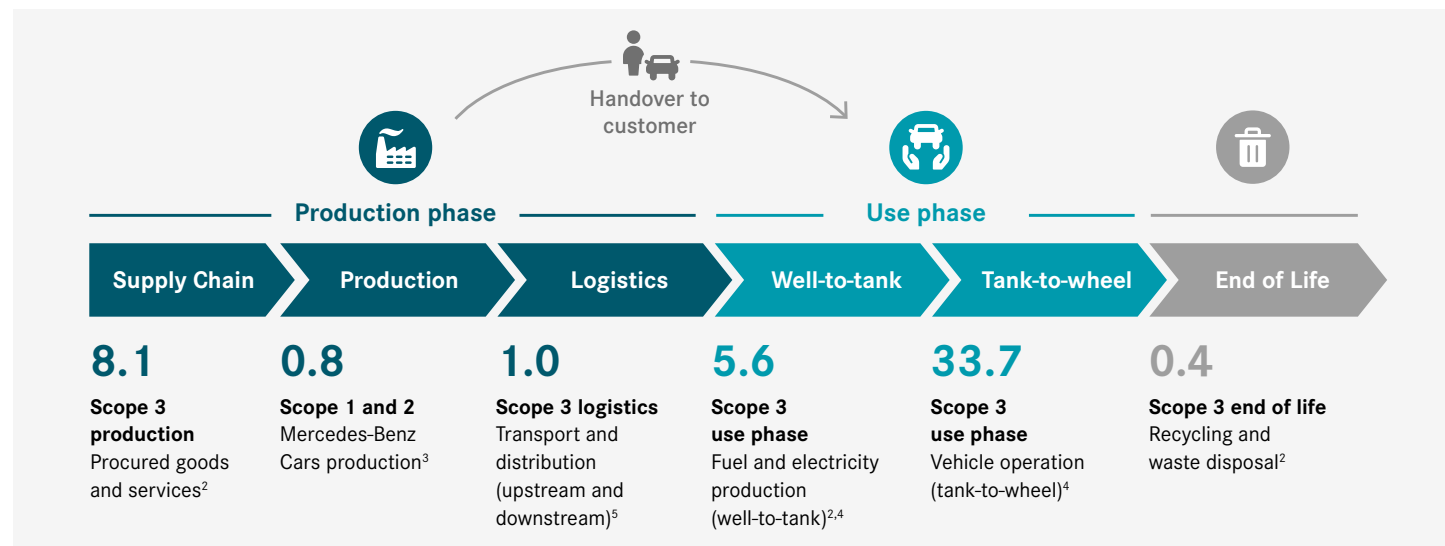 Handover to
customer
Production phase
Use phase
Supply Chain
Production
Logistics
Well-to-tank
Tank-to-wheel
End of Life
8.1
Scope 3
production
Procured goods
and services²
0.8
Scope 1 and 2
Mercedes-Benz
Cars production³
1.0
Scope 3 logistics
Transport and
distribution
(upstream and
downstream)⁵
5.6
Scope 3
use phase
Fuel and electricity
production
(well-to-tank)²,⁴
33.7
Scope 3
use phase
Vehicle operation
(tank-to-wheel)⁴
0.4
Scope 3 end of life
Recycling and
waste disposal²